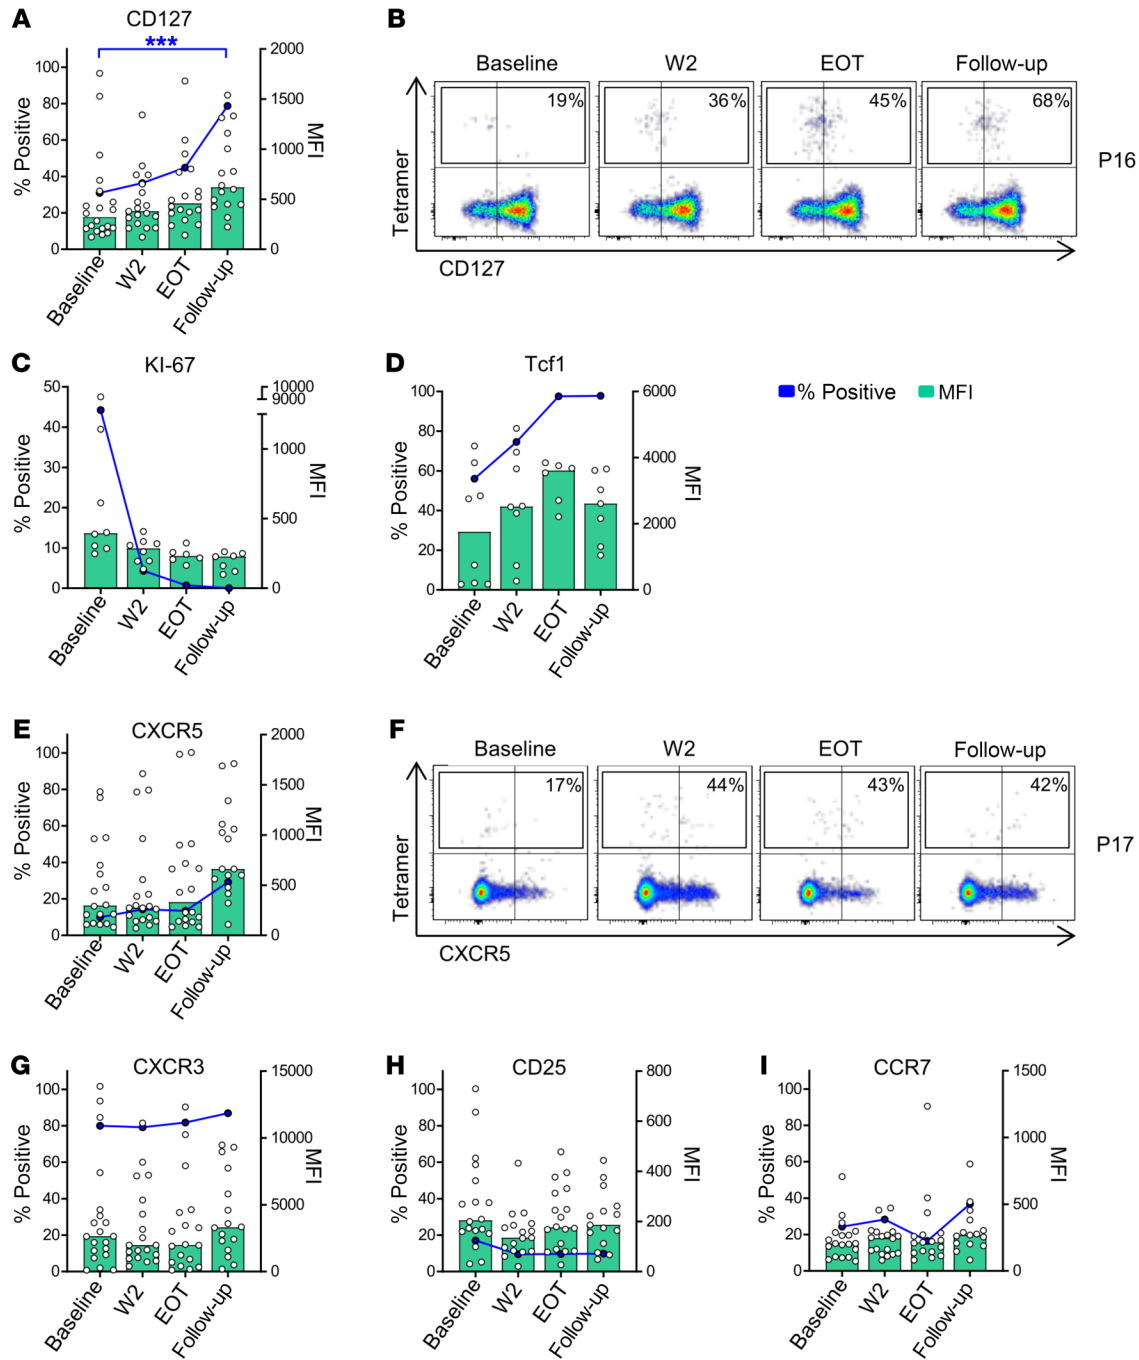 A
CD127
***
% Positive
100
80
60
40
20
0
2000
1500
1000
500
0
MFI
Baseline
W2
EOT
Follow-up
B
Baseline
W2
EOT
Follow-up
19%
36%
45%
68%
Tetramer
CD127
P16
C
KI-67
% Positive
50
40
30
20
10
0
10000
9000
1000
500
0
MFI
Baseline
W2
EOT
Follow-up
D
Tcf1
% Positive
100
80
60
40
20
0
6000
4000
2000
0
MFI
Baseline
W2
EOT
Follow-up
% Positive
MFI
E
CXCR5
% Positive
100
80
60
40
20
0
2000
1500
1000
500
0
MFI
Baseline
W2
EOT
Follow-up
F
Baseline
W2
EOT
Follow-up
17%
44%
43%
42%
Tetramer
CXCR5
P17
G
CXCR3
% Positive
100
80
60
40
20
0
15000
10000
5000
0
MFI
Baseline
W2
EOT
Follow-up
H
CD25
% Positive
100
80
60
40
20
0
800
600
400
200
0
MFI
Baseline
W2
EOT
Follow-up
I
CCR7
% Positive
100
80
60
40
20
0
1500
1000
500
0
MFI
Baseline
W2
EOT
Follow-up